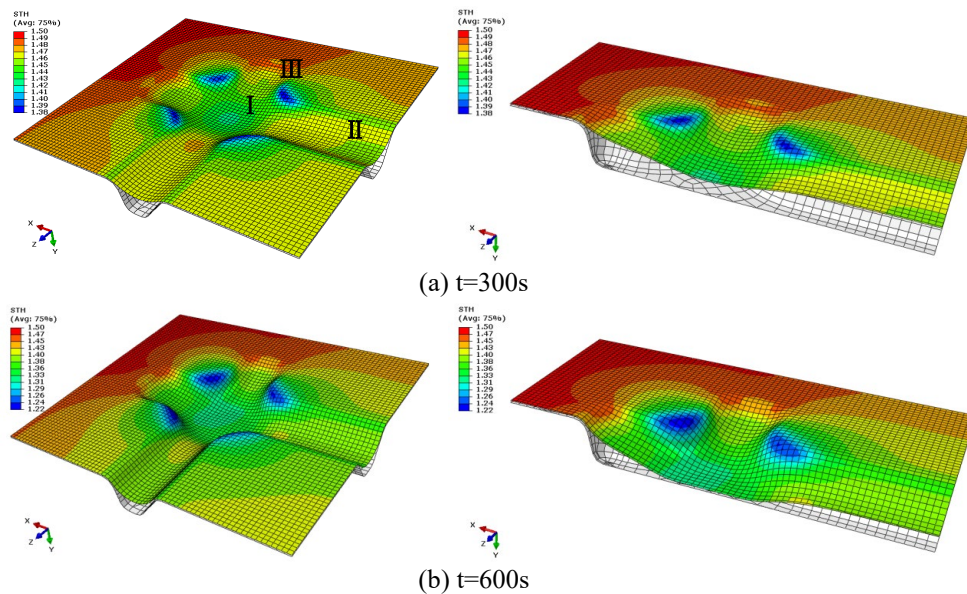 STH
(Avg: 75%)
1.50
1.49
1.48
1.47
1.46
1.45
1.44
1.43
1.42
1.41
1.40
1.39
1.38
III
I
II
X
Z
Y
STH
(Avg: 75%)
1.50
1.49
1.48
1.47
1.46
1.45
1.44
1.43
1.42
1.41
1.40
1.39
1.38
X
Z
Y
(a) t=300s
STH
(Avg: 75%)
1.50
1.47
1.45
1.43
1.40
1.38
1.36
1.33
1.31
1.29
1.26
1.24
1.22
X
Z
Y
STH
(Avg: 75%)
1.50
1.47
1.45
1.43
1.40
1.38
1.36
1.33
1.31
1.29
1.26
1.24
1.22
X
Z
Y
(b) t=600s